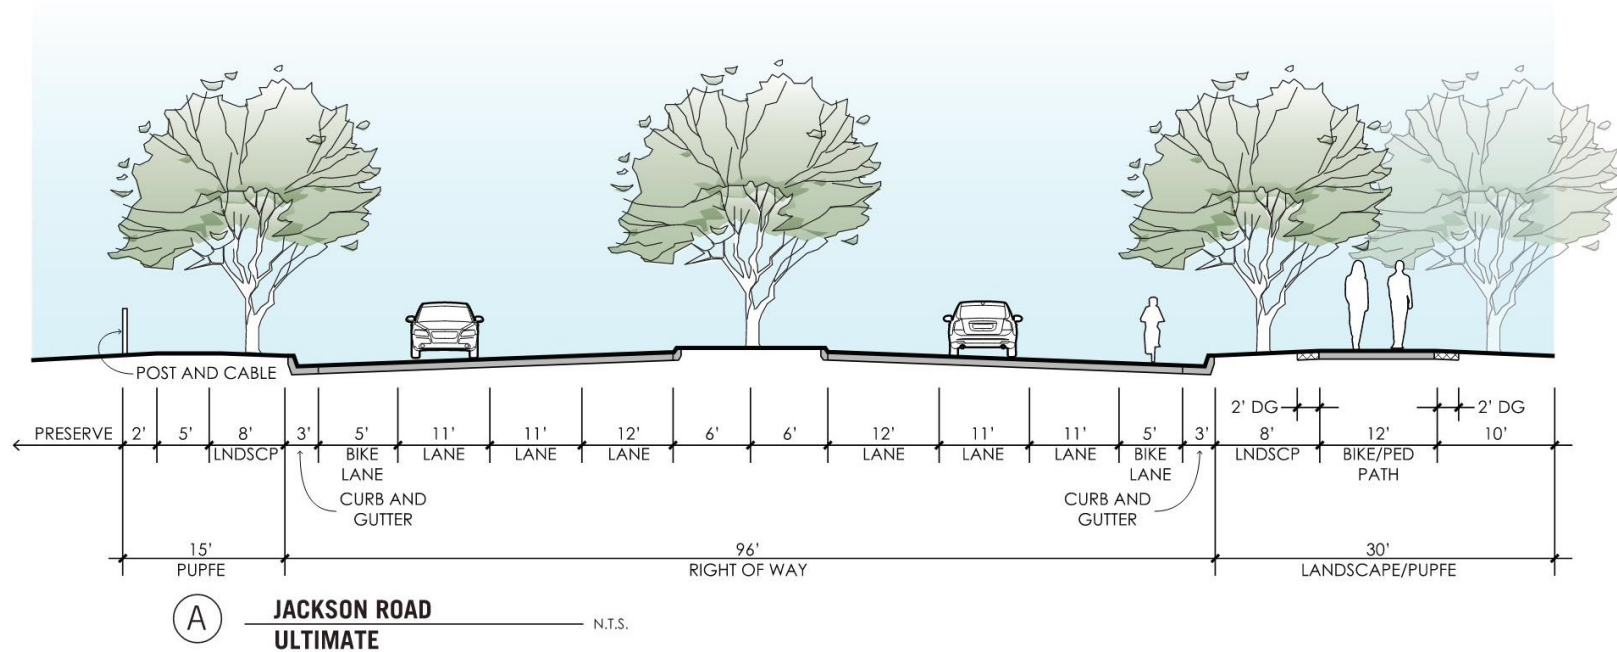 POST AND CABLE
2' DG
2' DG
PRESERVE 2' 5' 8' 3' 5' 11' 11' 12' 6' 6' 12' 11' 11' 5' 3' 8' 12' 10'
LNDSCP BIKE LANE LANE LANE LANE LANE LANE BIKE LNDSCP BIKE/PED
LANE LANE PATH
CURB AND
GUTTER
CURB AND
GUTTER
15' 96' 30'
PUPFE RIGHT OF WAY LANDSCAPE/PUPFE
A JACKSON ROAD
ULTIMATE
N.T.S.